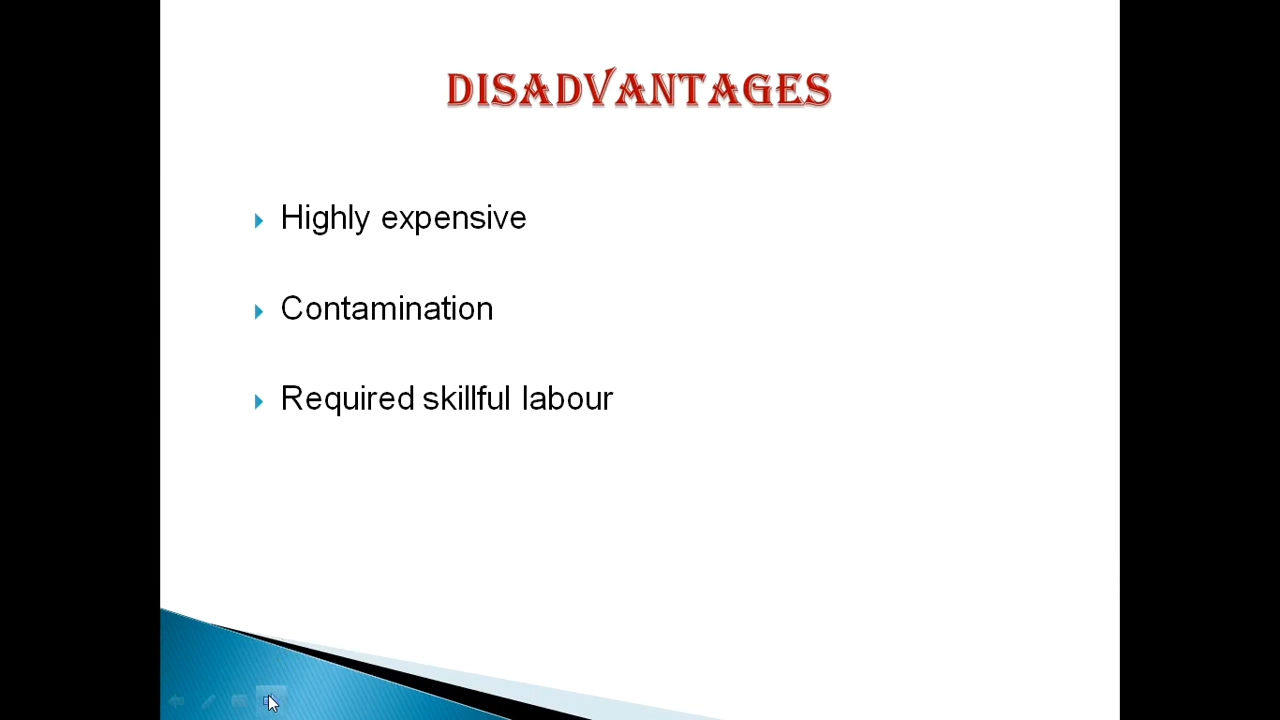 DISADVANTAGES
Highly expensive
Contamination
Required skillful labour